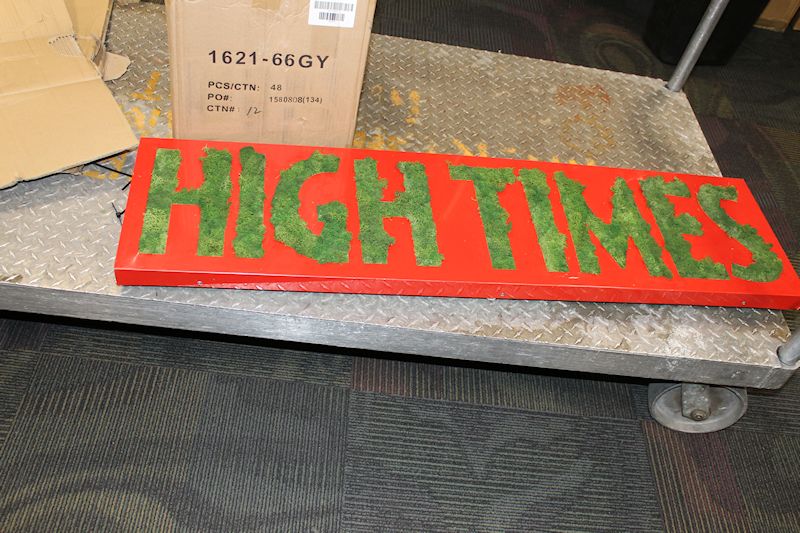 1621-66GY
PCS/CTN: 48
PO#: 1580808(134)
CTN#: 12
HIGH TIMES